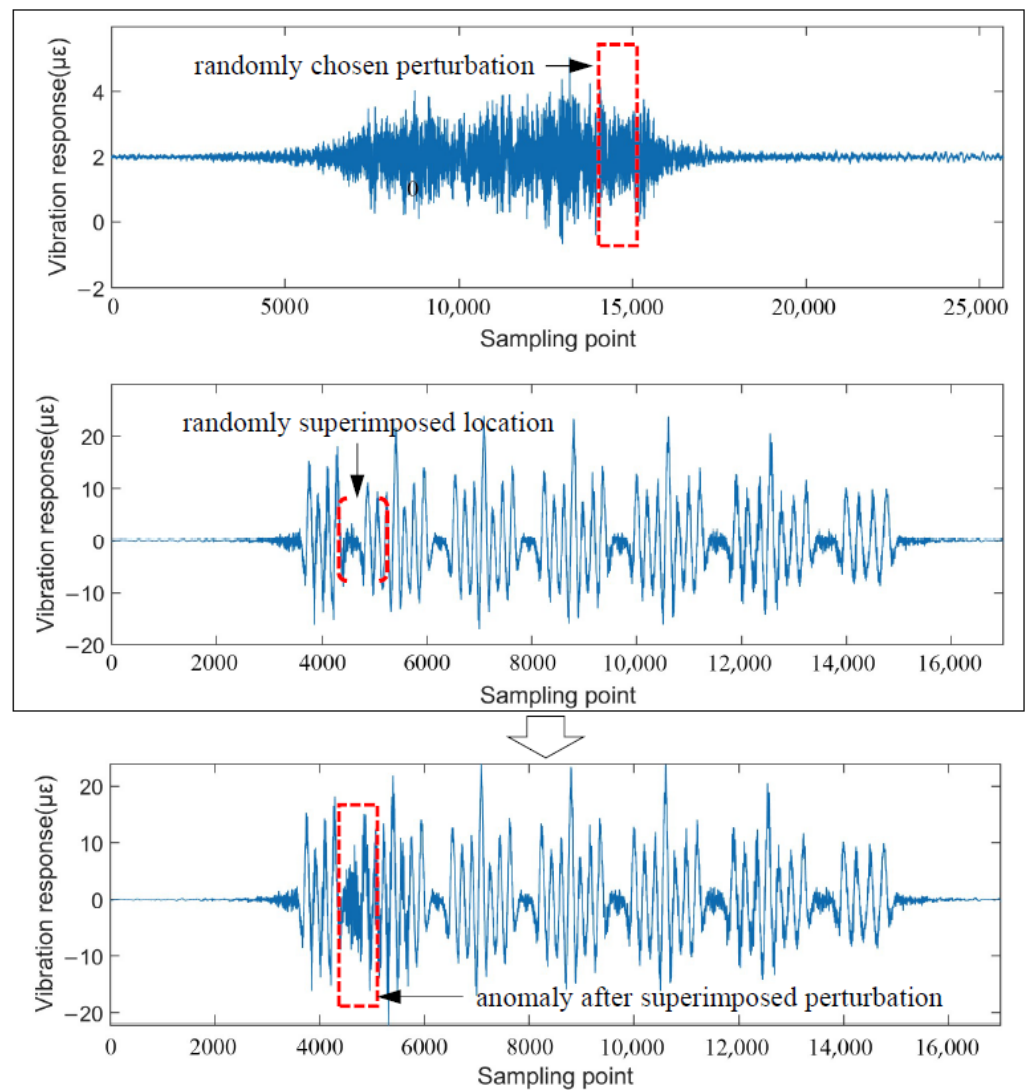 Vibration response(με)
randomly chosen perturbation
4
2
0
0
−2
0 5000 10,000 15,000 20,000 25,000
Sampling point
Vibration response(με)
randomly superimposed location
20
10
0
−10
−20
0 2000 4000 6000 8000 10,000 12,000 14,000 16,000
Sampling point
Vibration response(με)
20
10
0
−10
−20
anomaly after superimposed perturbation
0 2000 4000 6000 8000 10,000 12,000 14,000 16,000
Sampling point